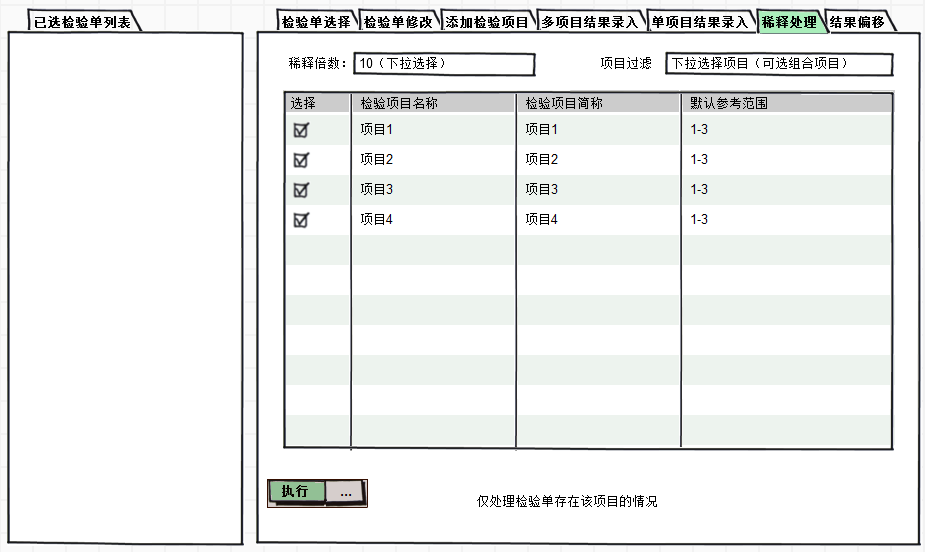 已选检验单列表
检验单选择 检验单修改 添加检验项目 多项目结果录入 单项目结果录入 稀释处理 结果偏移
稀释倍数： 10（下拉选择） 项目过滤 下拉选择项目（可选组合项目）
选择 检验项目名称 检验项目简称 默认参考范围
项目1 项目1 1-3
项目2 项目2 1-3
项目3 项目3 1-3
项目4 项目4 1-3
执行 ...
仅处理检验单存在该项目的情况